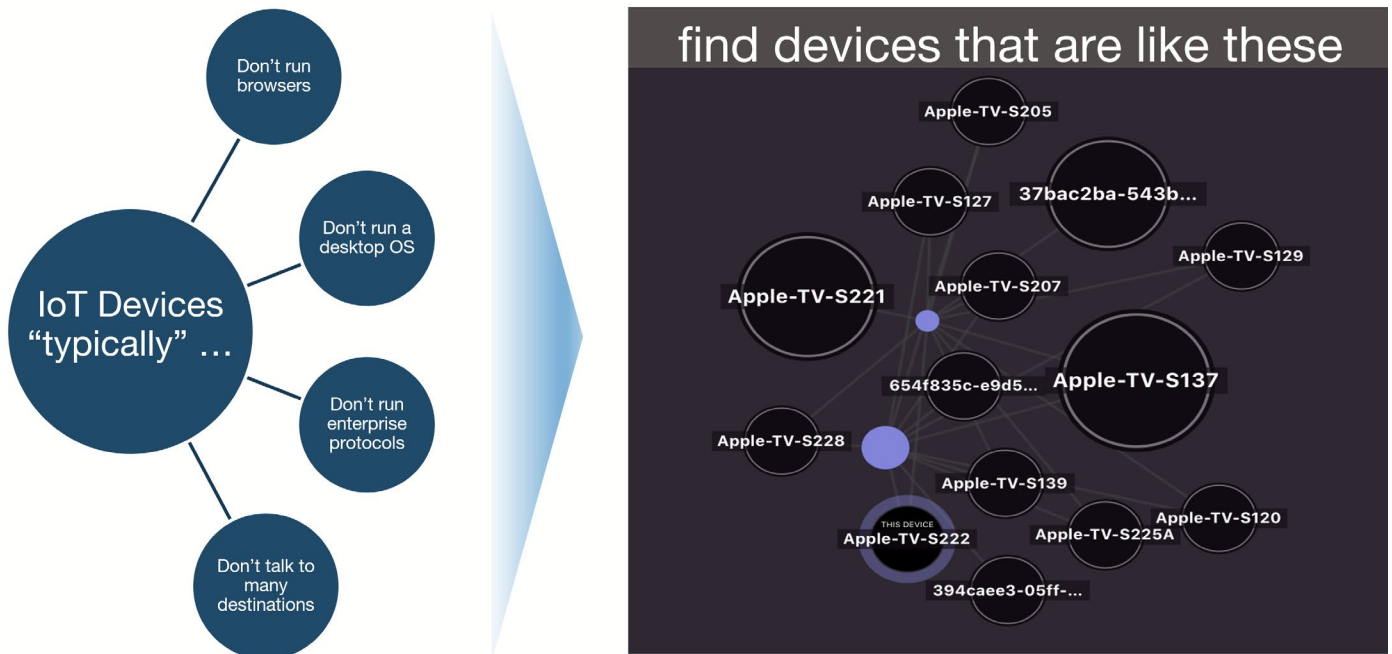 Don’t run
browsers
Don’t run a
desktop OS
IoT Devices
“typically” …
Don’t run
enterprise
protocols
Don’t talk to
many
destinations
find devices that are like these
Apple-TV-S205
37bac2ba-543b...
Apple-TV-S127
Apple-TV-S129
Apple-TV-S207
Apple-TV-S221
654f835c-e9d5...
Apple-TV-S137
Apple-TV-S228
Apple-TV-S139
Apple-TV-S120
THIS DEVICE
Apple-TV-S222
Apple-TV-S225A
394caee3-05ff-...